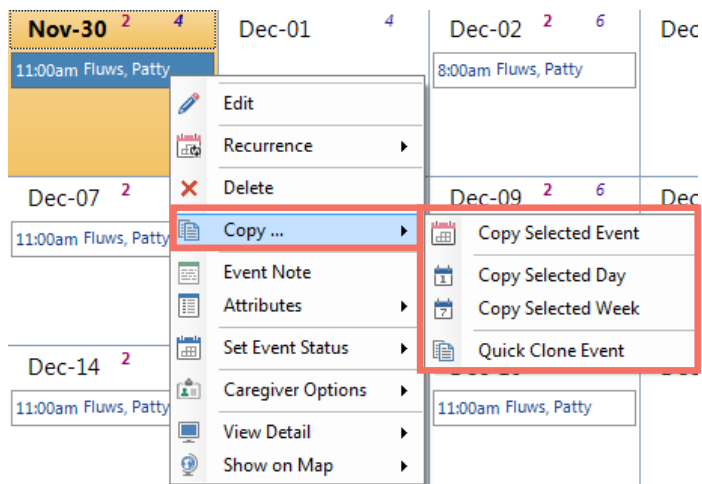 Nov-30 2 4 Dec-01 4 Dec-02 2 6 Dec
11:00am Fluws, Patty
8:00am Fluws, Patty
Edit
Recurrence
Delete
Dec-07 2
Dec-09 2 6 Dec
11:00am Fluws, Patty
Copy ...
Copy Selected Event
1
Copy Selected Day
7
Copy Selected Week
Quick Clone Event
Event Note
Attributes
Set Event Status
Caregiver Options
View Detail
Show on Map
Dec-14 2
11:00am Fluws, Patty
11:00am Fluws, Patty